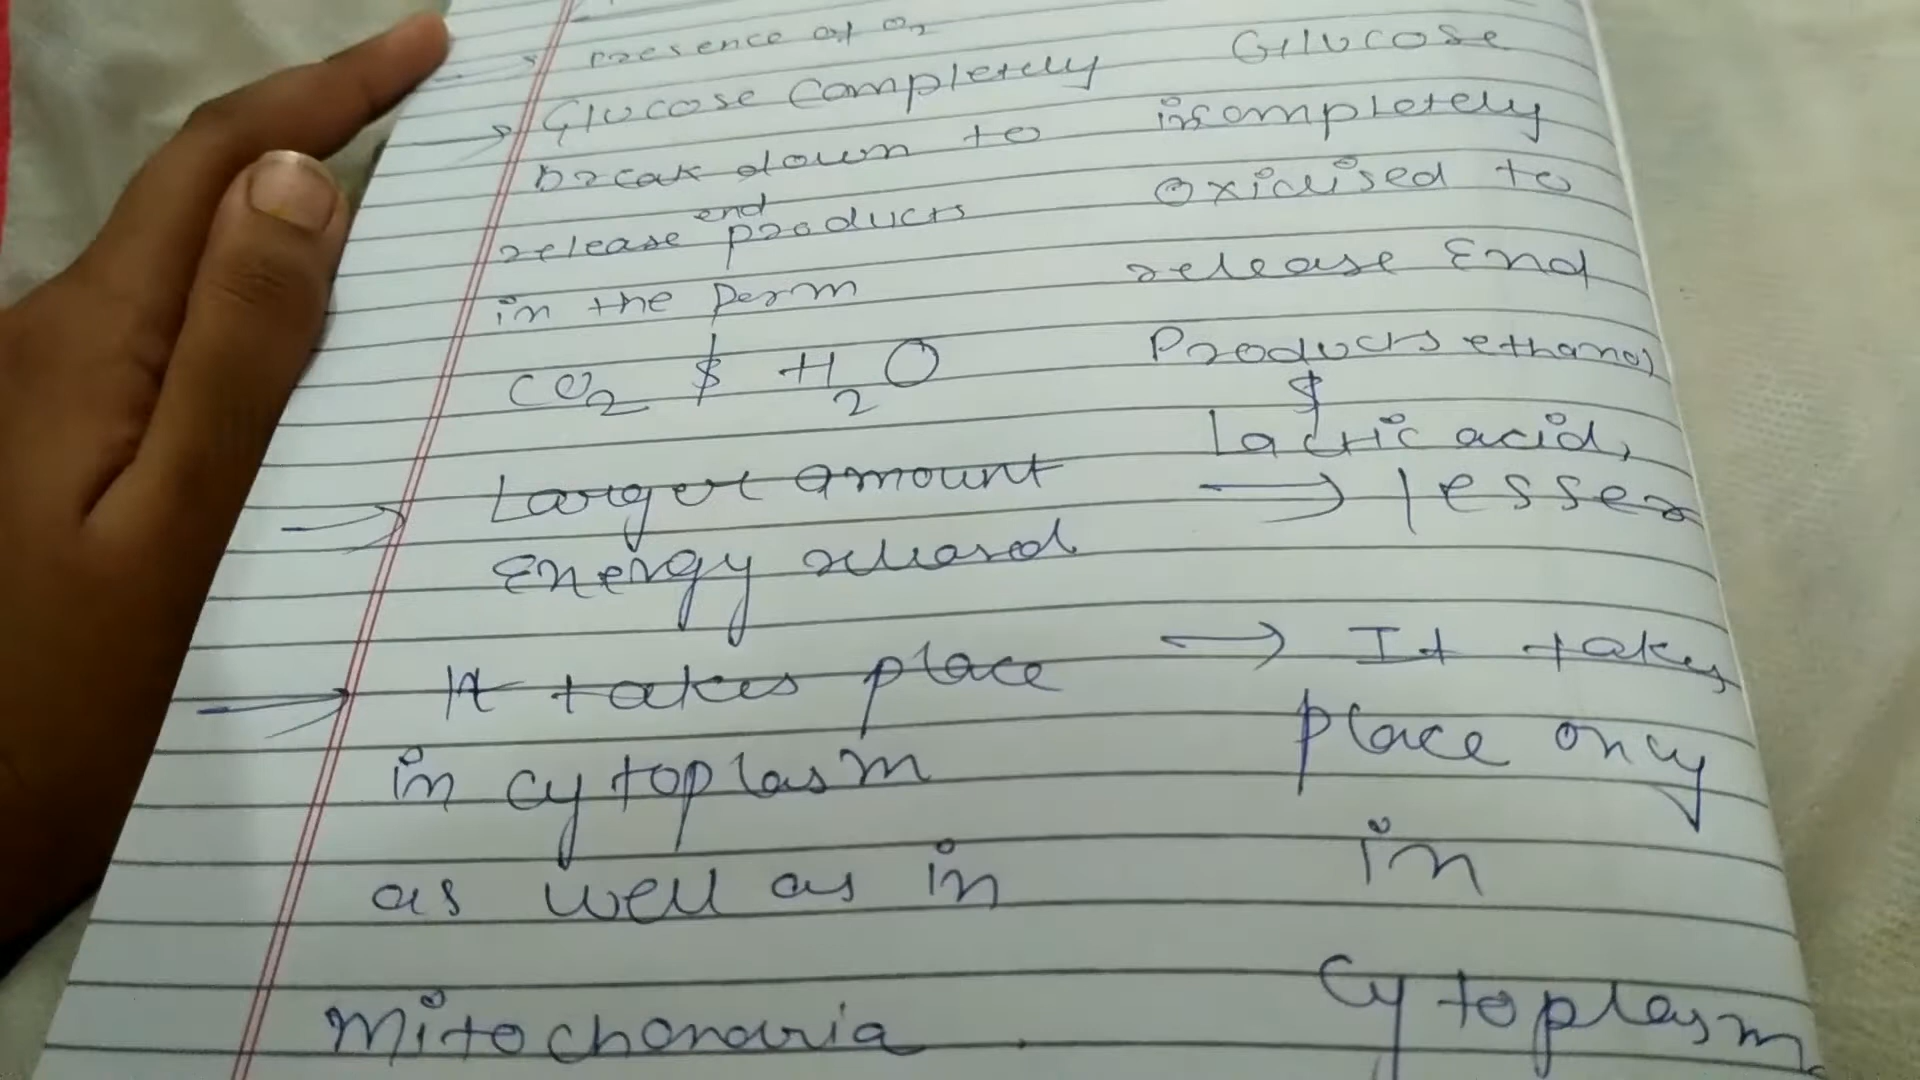 presence of O2
→ Glucose completely
break down to
end
release products
in the form
CO2 $ H2O
→ Larger amount
Energy released
→ It takes place
in cytoplasm
as well as in
Mitochondria
Glucose
incompletely
oxidised to
release End
Products ethanol
$
Lactic acid,
→ lesser
→ It takes
place only
in
Cytoplasm